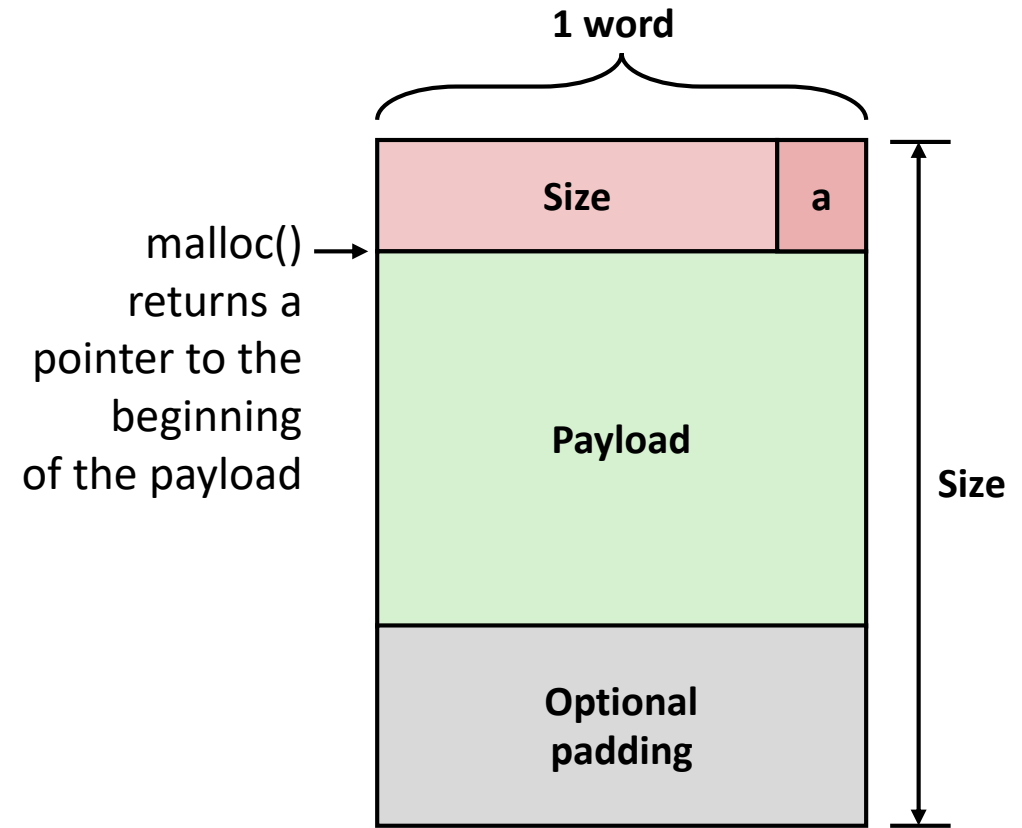 1 word
Size
a
malloc()
returns a
pointer to the
beginning
of the payload
Payload
Size
Optional
padding